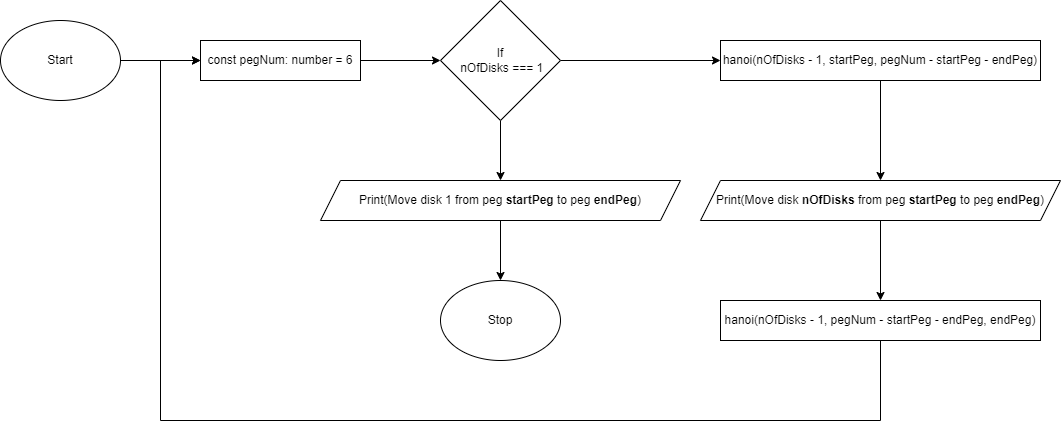 Start
const pegNum: number = 6
If
nOfDisks === 1
hanoi(nOfDisks - 1, startPeg, pegNum - startPeg - endPeg)
Print(Move disk 1 from peg startPeg to peg endPeg)
Print(Move disk nOfDisks from peg startPeg to peg endPeg)
Stop
hanoi(nOfDisks - 1, pegNum - startPeg - endPeg, endPeg)